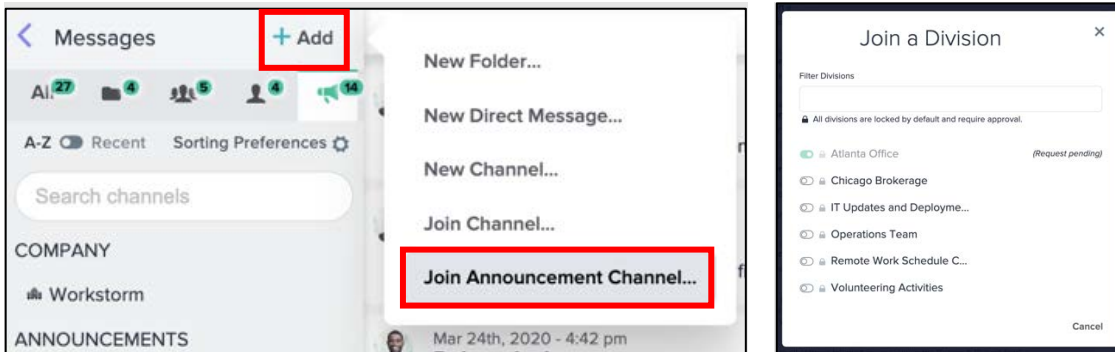 Messages
+ Add
All 27 4 5 4 14
A-Z Recent Sorting Preferences
Search channels
COMPANY
Workstorm
ANNOUNCEMENTS
New Folder...
New Direct Message...
New Channel...
Join Channel...
Join Announcement Channel...
Mar 24th, 2020 - 4:42 pm
Join a Division
×
Filter Divisions
All divisions are locked by default and require approval.
Atlanta Office (Request pending)
Chicago Brokerage
IT Updates and Deployme...
Operations Team
Remote Work Schedule C...
Volunteering Activities
Cancel